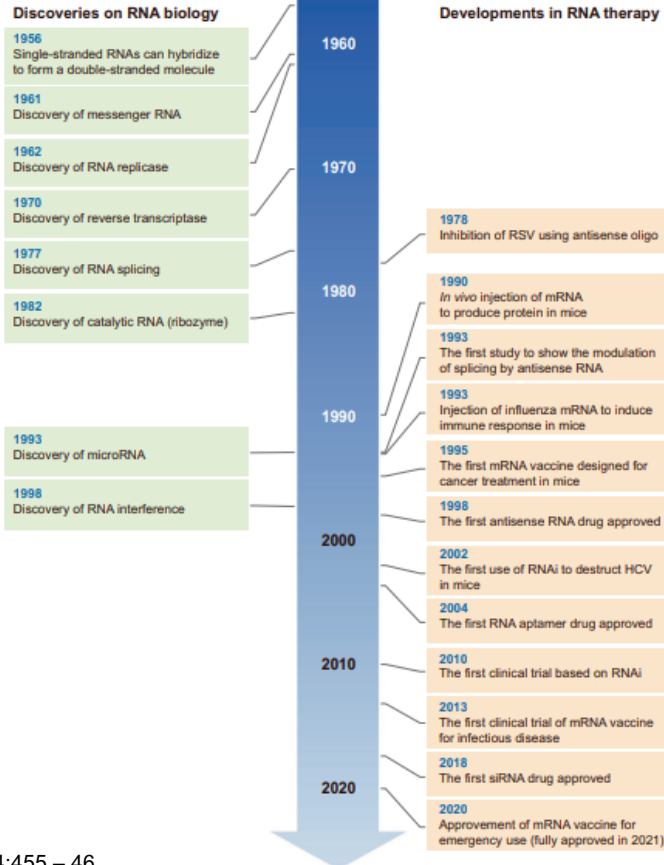 Discoveries on RNA biology
1956
Single-stranded RNAs can hybridize
to form a double-stranded molecule
1961
Discovery of messenger RNA
1962
Discovery of RNA replicase
1970
Discovery of reverse transcriptase
1977
Discovery of RNA splicing
1982
Discovery of catalytic RNA (ribozyme)
1993
Discovery of microRNA
1998
Discovery of RNA interference
1960
1970
1980
1990
2000
2010
2020
Developments in RNA therapy
1978
Inhibition of RSV using antisense oligo
1990
In vivo injection of mRNA
to produce protein in mice
1993
The first study to show the modulation
of splicing by antisense RNA
1993
Injection of influenza mRNA to induce
immune response in mice
1995
The first mRNA vaccine designed for
cancer treatment in mice
1998
The first antisense RNA drug approved
2002
The first use of RNAi to destruct HCV
in mice
2004
The first RNA aptamer drug approved
2010
The first clinical trial based on RNAi
2013
The first clinical trial of mRNA vaccine
for infectious disease
2018
The first siRNA drug approved
2020
Approvement of mRNA vaccine for
emergency use (fully approved in 2021)
:455 – 46